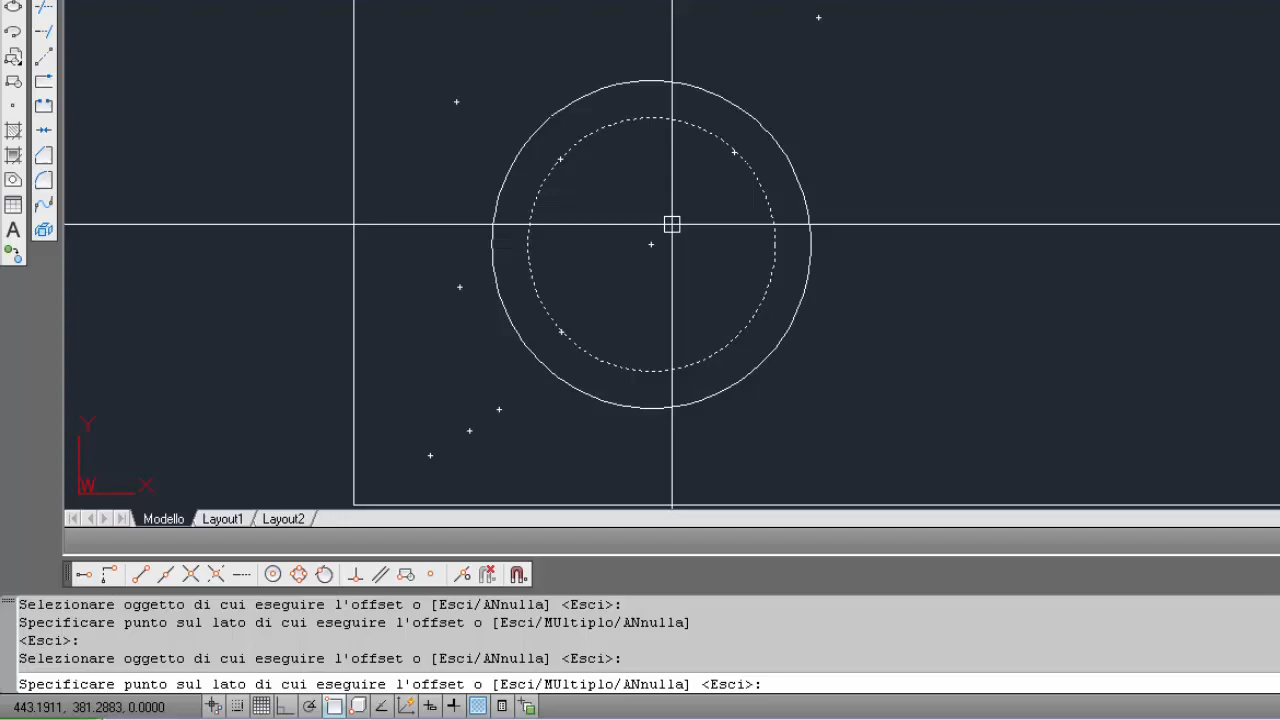 A
Y
W
X
Modello
Layout1
Layout2
Selezionare oggetto di cui eseguire l'offset o [Esci/ANnulla] <Esci>:
Specificare punto sul lato di cui eseguire l'offset o [Esci/MUltiplo/ANnulla]
<Esci>:
Selezionare oggetto di cui eseguire l'offset o [Esci/ANnulla] <Esci>:
Specificare punto sul lato di cui eseguire l'offset o [Esci/MUltiplo/ANnulla] <Esci>:
443.1911, 381.2883, 0.0000